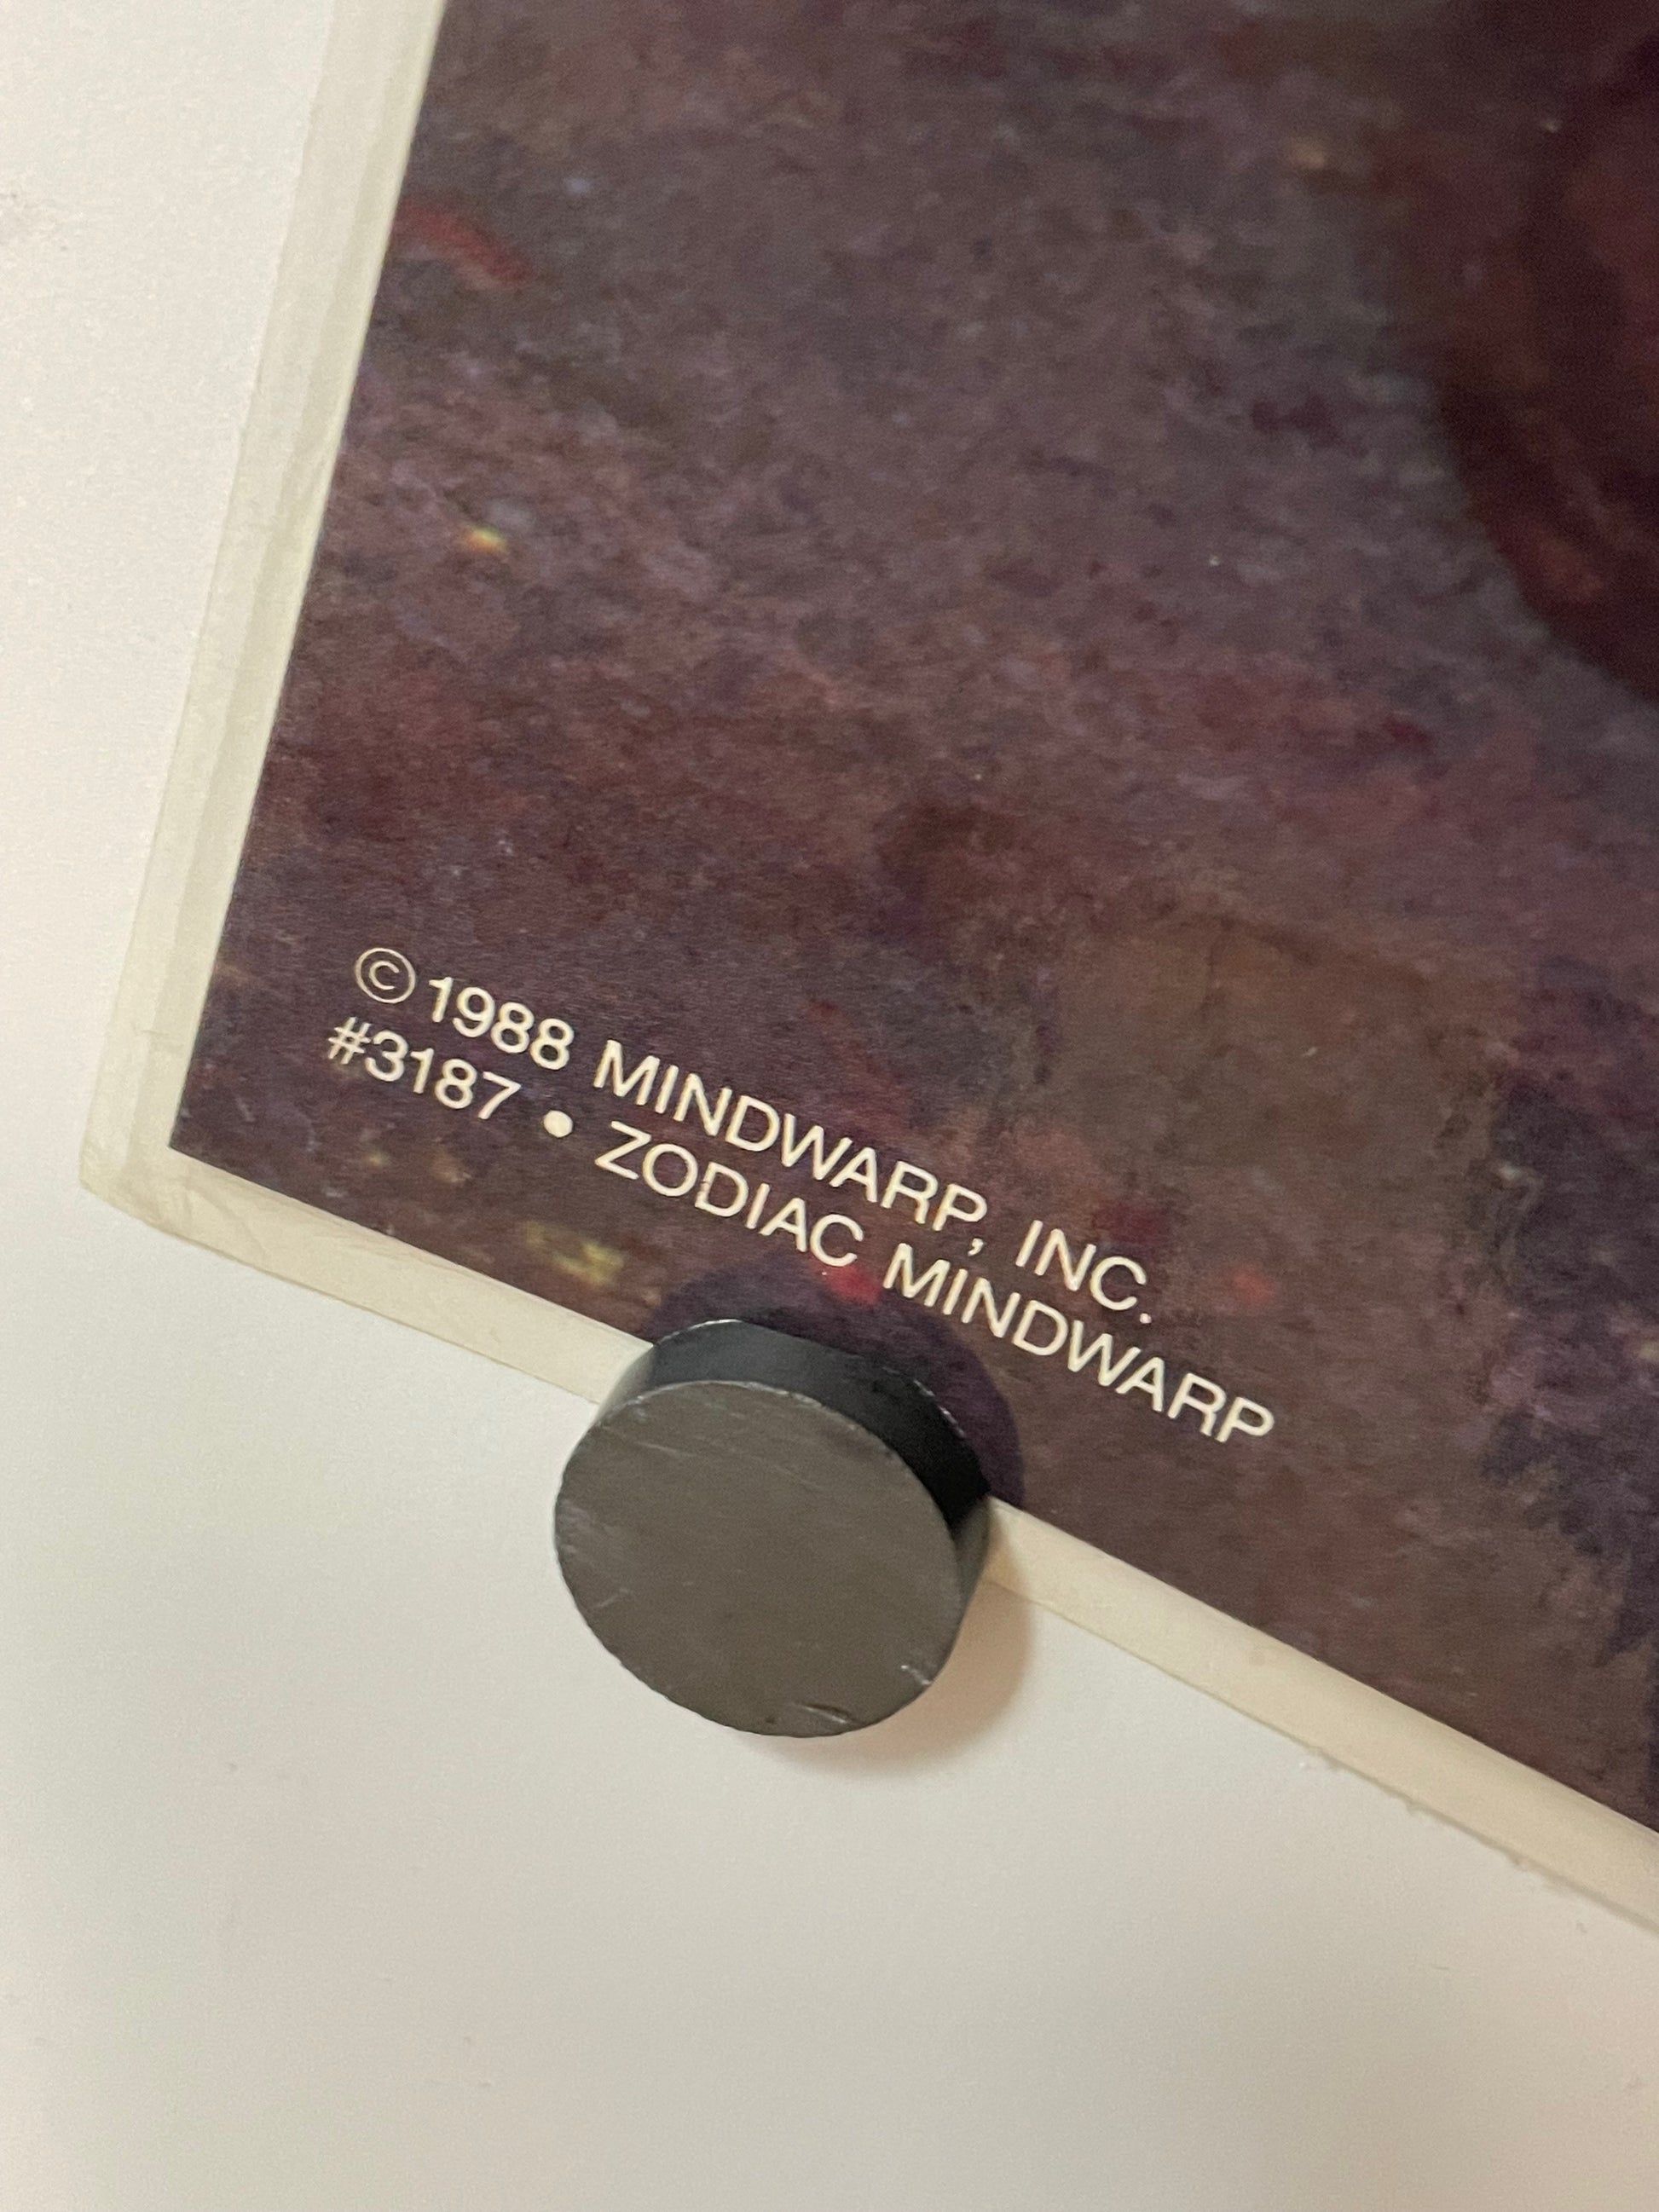 © 1988 MINDWARP, INC.
#3187 • ZODIAC MINDWARP